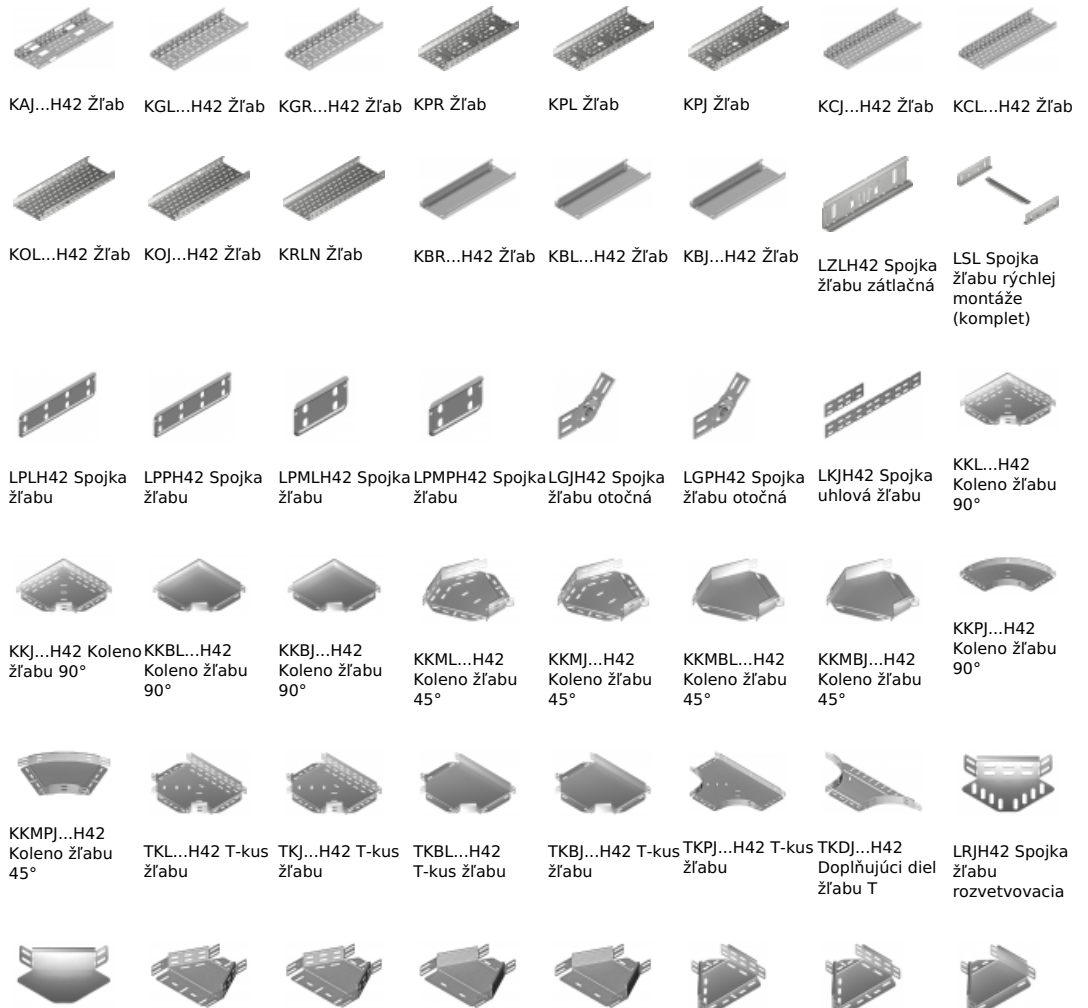 KAJ...H42 Žľab
KGL...H42 Žľab
KGR...H42 Žľab
KPR Žľab
KPL Žľab
KPJ Žľab
KCJ...H42 Žľab
KCL...H42 Žľab
KOL...H42 Žľab
KOJ...H42 Žľab
KRLN Žľab
KBR...H42 Žľab
KBL...H42 Žľab
KBJ...H42 Žľab
LZLH42 Spojka
žľabu zátlačná
LSL Spojka
žľabu rýchlej
montáže
(komplet)
LPLH42 Spojka
žľabu
LPPH42 Spojka
žľabu
LPMLH42 Spojka
žľabu
LPMPH42 Spojka
žľabu
LGJH42 Spojka
žľabu otočná
LGPH42 Spojka
žľabu otočná
LKJH42 Spojka
uhlová žľabu
KKL...H42
Koleno žľabu
90°
KKJ...H42 Koleno
žľabu 90°
KKBL...H42
Koleno žľabu
90°
KKBJ...H42
Koleno žľabu
90°
KKML...H42
Koleno žľabu
45°
KKMJ...H42
Koleno žľabu
45°
KKMBL...H42
Koleno žľabu
45°
KKMBJ...H42
Koleno žľabu
45°
KKPJ...H42
Koleno žľabu
90°
KKMPJ...H42
Koleno žľabu
45°
TKL...H42 T-kus
žľabu
TKJ...H42 T-kus
žľabu
TKBL...H42
T-kus žľabu
TKBJ...H42 T-kus
žľabu
TKPJ...H42 T-kus
žľabu
TKDJ...H42
Doplňujúci diel
žľabu T
LRJH42 Spojka
žľabu
rozvetvovacia